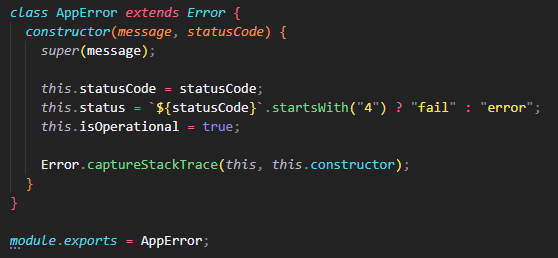 class AppError extends Error {
  constructor(message, statusCode) {
    super(message);

    this.statusCode = statusCode;
    this.status = `${statusCode}`.startsWith("4") ? "fail" : "error";
    this.isOperational = true;

    Error.captureStackTrace(this, this.constructor);
  }
}

module.exports = AppError;